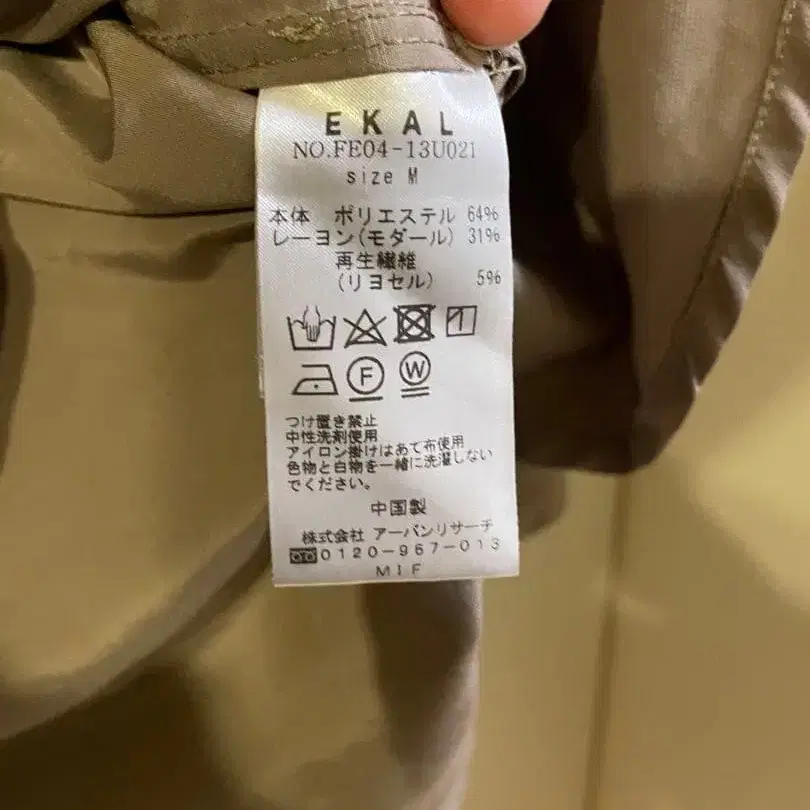 EKAL
NO.FE04-13U021
size M
本体 ポリエステル 64%
レーヨン(モダール) 31%
再生繊維
(リヨセル) 5%
F W
つけ置き禁止
中性洗剤使用
アイロン掛けはあて布使用
色物と白物を一緒に洗濯しない
でください。
中国製
株式会社 アーバンリサーチ
0120-967-013
MIF